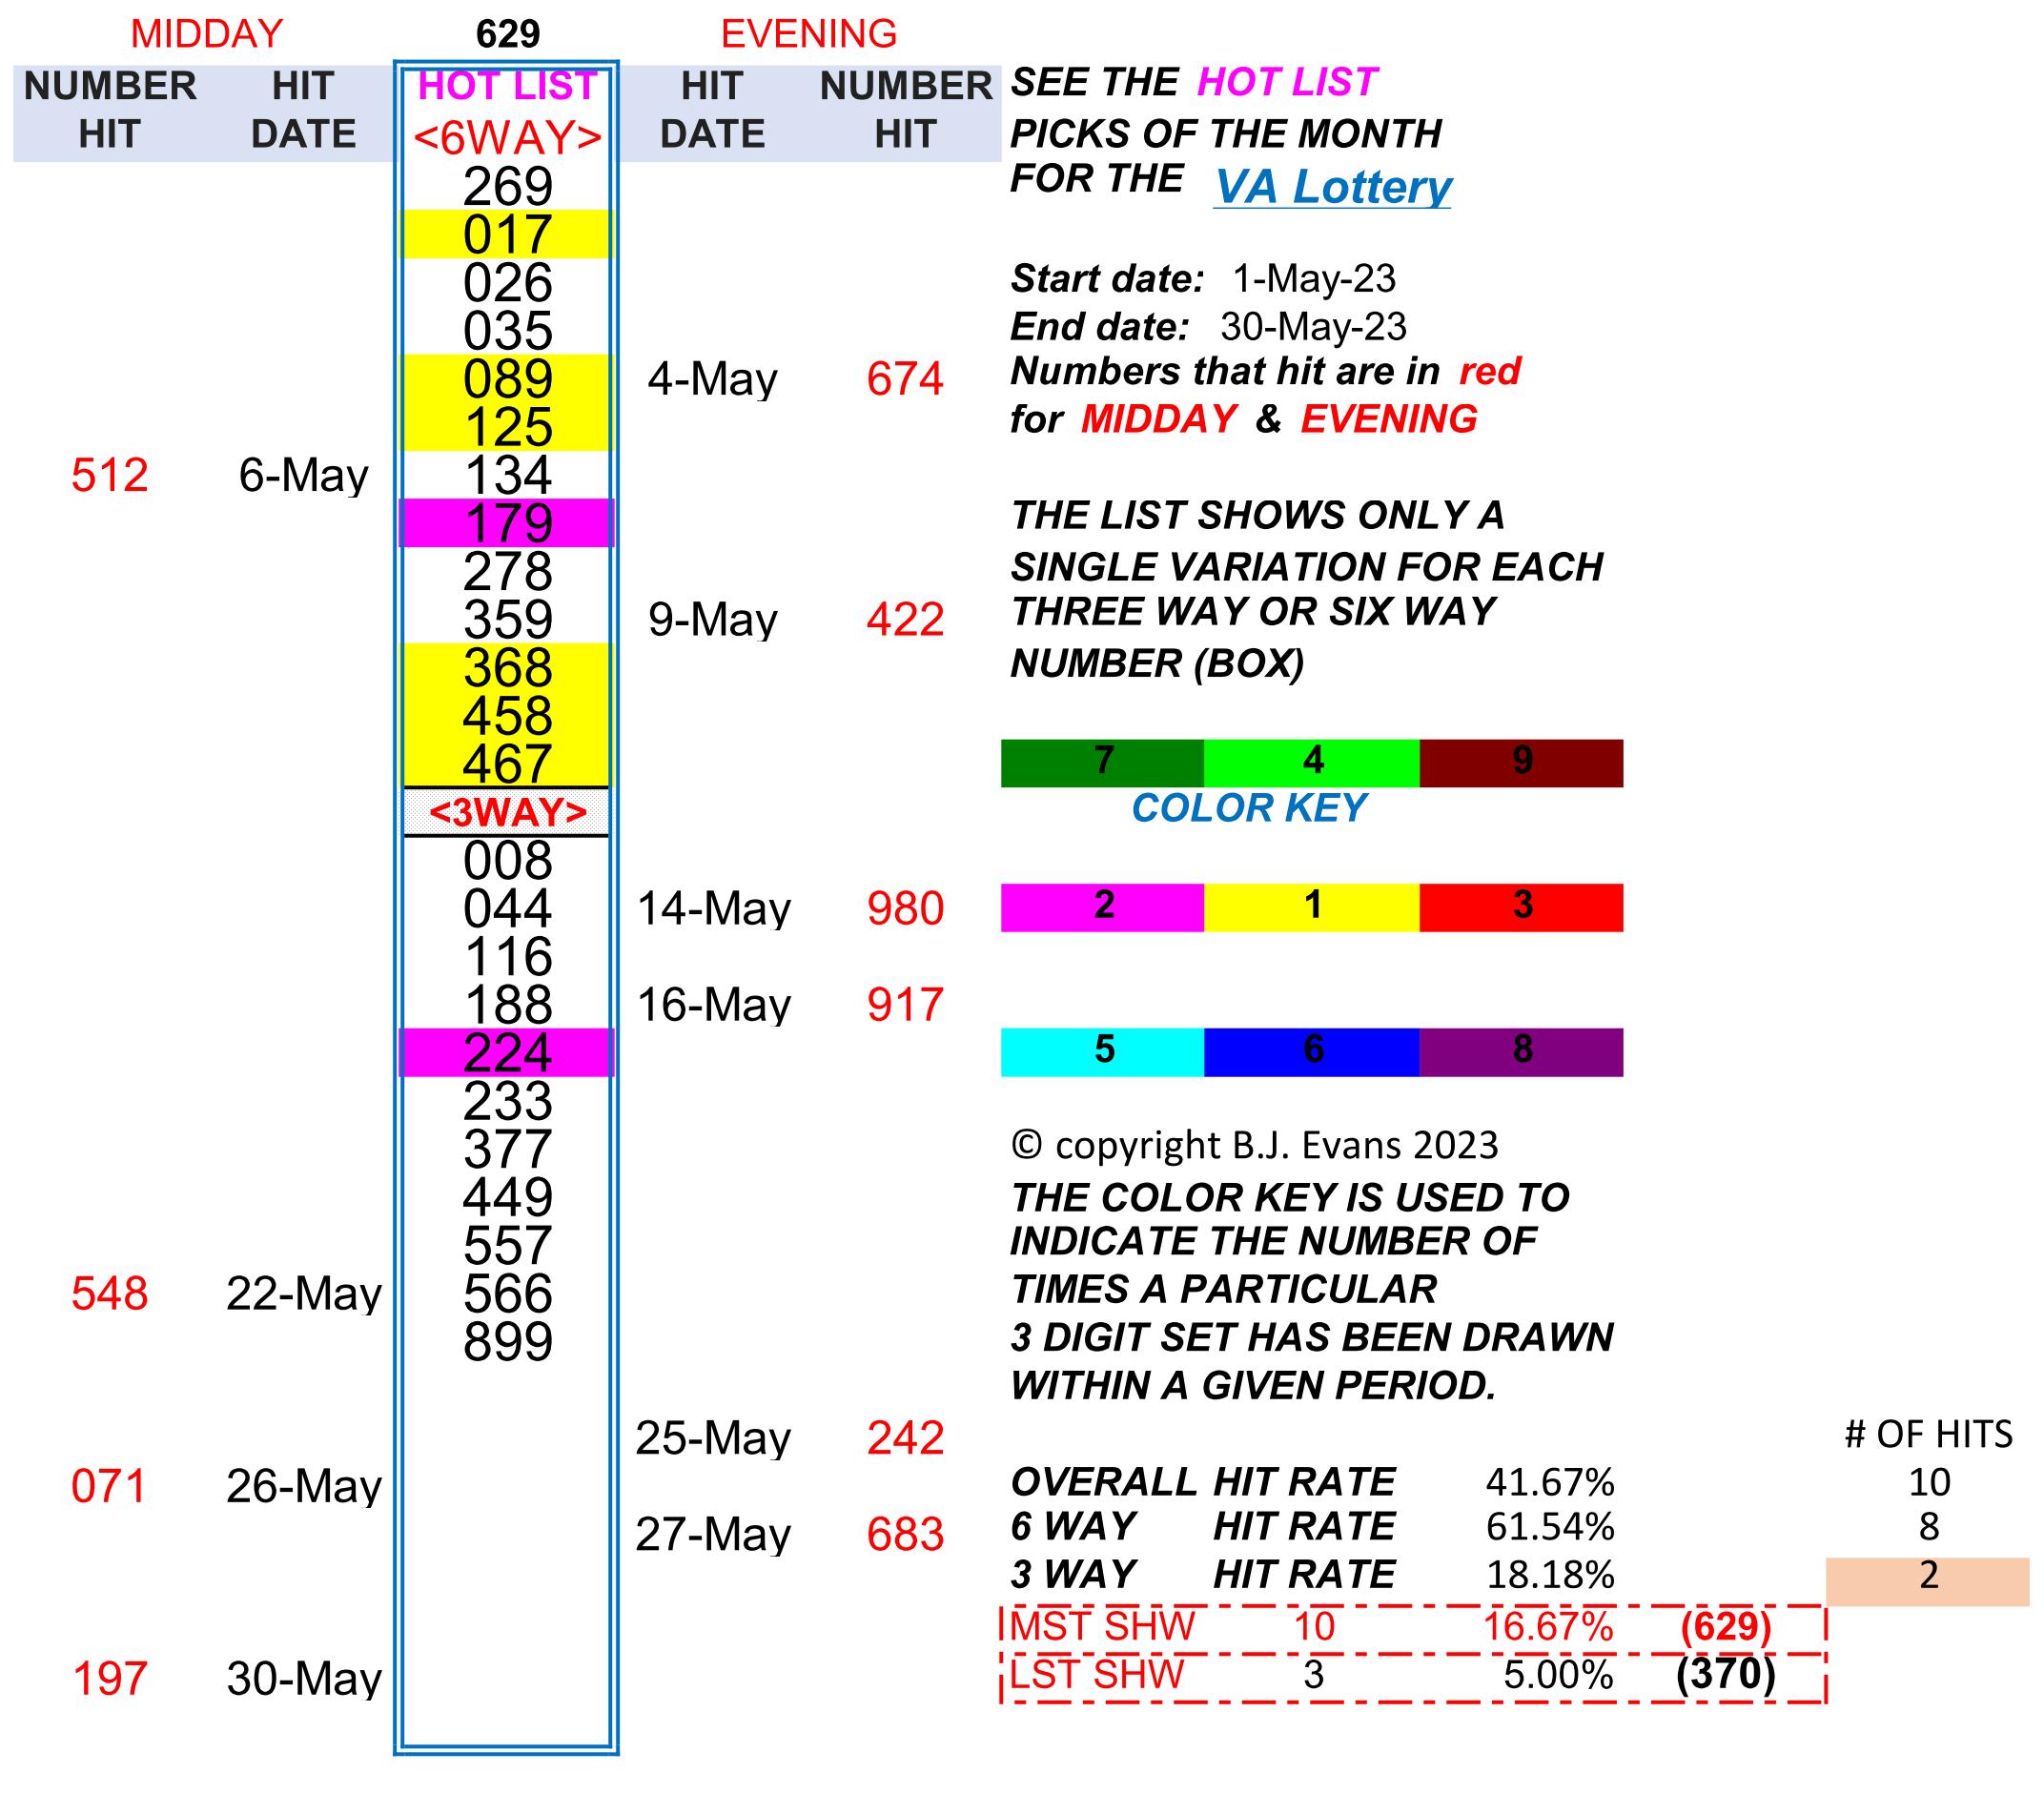 MIDDAY 629 EVENING
NUMBER HIT HOT LIST HIT NUMBER
HIT DATE <6WAY> DATE HIT
269
017
026
035
089 4-May 674
125
512 6-May 134
179
278
359 9-May 422
368
458
467
<3WAY>
008
044 14-May 980
116
188 16-May 917
224
233
377
449
557
548 22-May 566
899
25-May 242
071 26-May
27-May 683
197 30-May
SEE THE HOT LIST
PICKS OF THE MONTH
FOR THE VA Lottery
Start date: 1-May-23
End date: 30-May-23
Numbers that hit are in red
for MIDDAY & EVENING
THE LIST SHOWS ONLY A
SINGLE VARIATION FOR EACH
THREE WAY OR SIX WAY
NUMBER (BOX)
7 4 9
COLOR KEY
2 1 3
5 6 8
© copyright B.J. Evans 2023
THE COLOR KEY IS USED TO
INDICATE THE NUMBER OF
TIMES A PARTICULAR
3 DIGIT SET HAS BEEN DRAWN
WITHIN A GIVEN PERIOD.
# OF HITS
OVERALL HIT RATE 41.67% 10
6 WAY HIT RATE 61.54% 8
3 WAY HIT RATE 18.18% 2
MST SHW 10 16.67% (629)
LST SHW 3 5.00% (370)